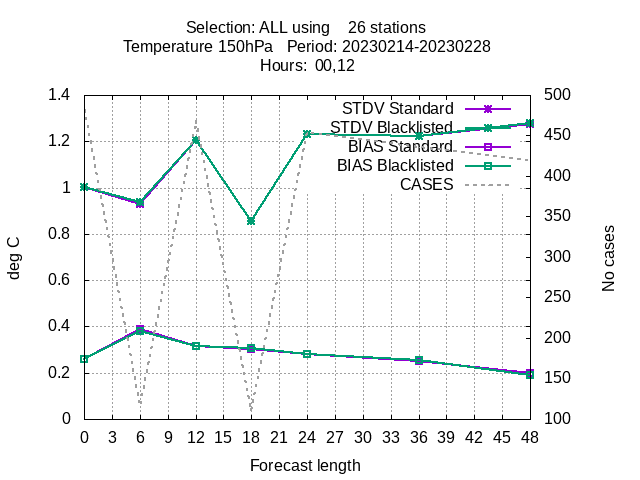 Selection: ALL using    26 stations
Temperature 150hPa   Period: 20230214-20230228
Hours:  00,12
1.4
1.2
1
0.8
0.6
0.4
0.2
0
deg C
500
450
400
350
300
250
200
150
100
No cases
STDV Standard
STDV Blacklisted
BIAS Standard
BIAS Blacklisted
CASES
0 3 6 9 12 15 18 21 24 27 30 33 36 39 42 45 48
Forecast length